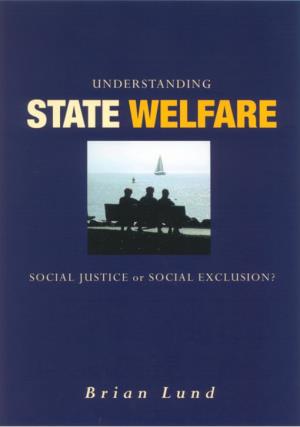 UNDERSTANDING
STATE WELFARE
SOCIAL JUSTICE or SOCIAL EXCLUSION?
Brian Lund